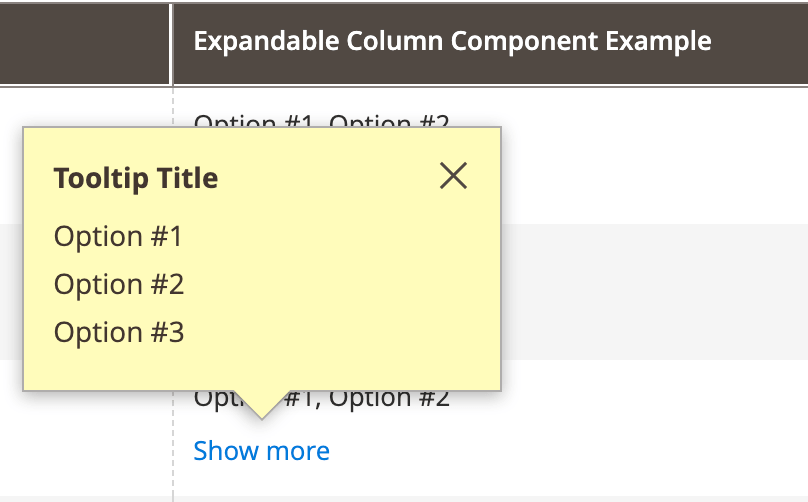 Expandable Column Component Example
Option #1, Option #2
Tooltip Title
Option #1
Option #2
Option #3
#1, Option #2
Show more